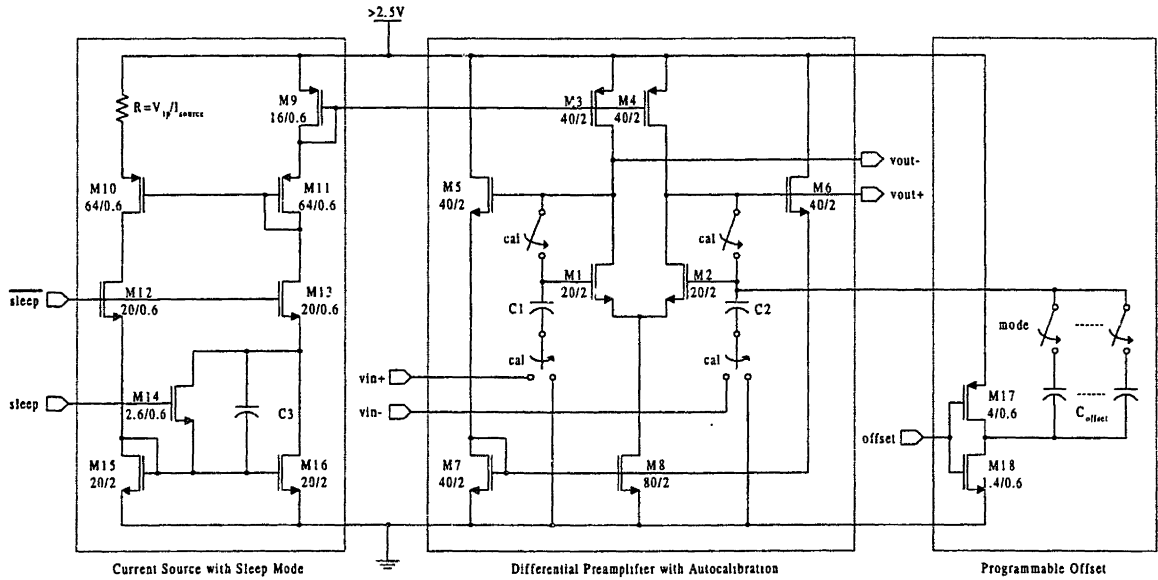 >2.5V
R=V1p/Isource
M9
16/0.6
M3
40/2
M4
40/2
vout-
M10
64/0.6
M11
64/0.6
M5
40/2
M6
40/2
vout+
cal
cal
sleep
M12
20/0.6
M13
20/0.6
M1
20/2
M2
20/2
C1
C2
mode
cal
cal
vin+
vin-
sleep
M14
2.6/0.6
C3
M17
4/0.6
Coffset
offset
M15
20/2
M16
20/2
M7
40/2
M8
80/2
M18
1.4/0.6
Current Source with Sleep Mode
Differential Preamplifier with Autocalibration
Programmable Offset